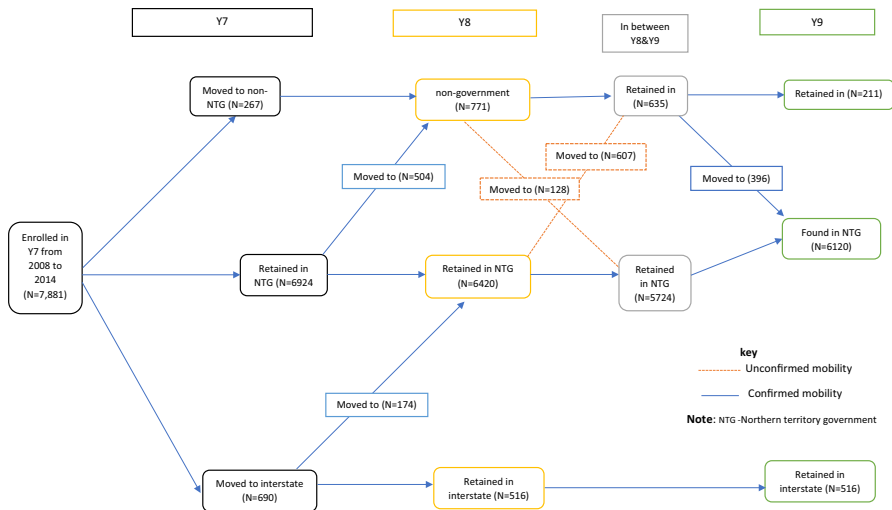 Y7
Y8
In between
Y8&Y9
Y9
Moved to non-
NTG (N=267)
non-government
(N=771)
Retained in
(N=635)
Retained in (N=211)
Moved to (N=504)
Moved to (N=607)
Moved to (N=128)
Moved to (396)
Enrolled in
Y7 from
2008 to
2014
(N=7,881)
Retained in
NTG (N=6924
Retained in NTG
(N=6420)
Retained
in NTG
(N=5724)
Found in NTG
(N=6120)
key
Unconfirmed mobility
Confirmed mobility
Note: NTG -Northern territory government
Moved to (N=174)
Moved to interstate
(N=690)
Retained in
interstate (N=516)
Retained in
interstate (N=516)